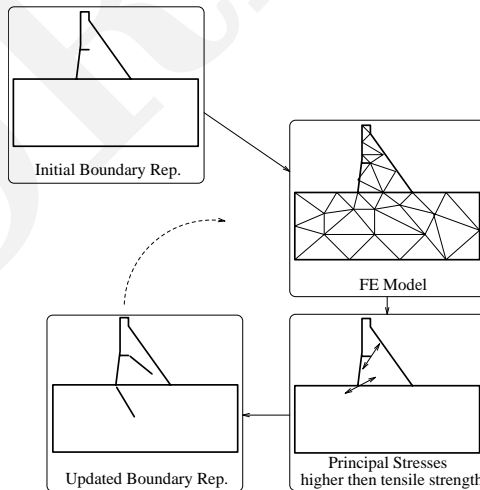 Initial Boundary Rep.
FE Model
Principal Stresses
higher then tensile strength
Updated Boundary Rep.